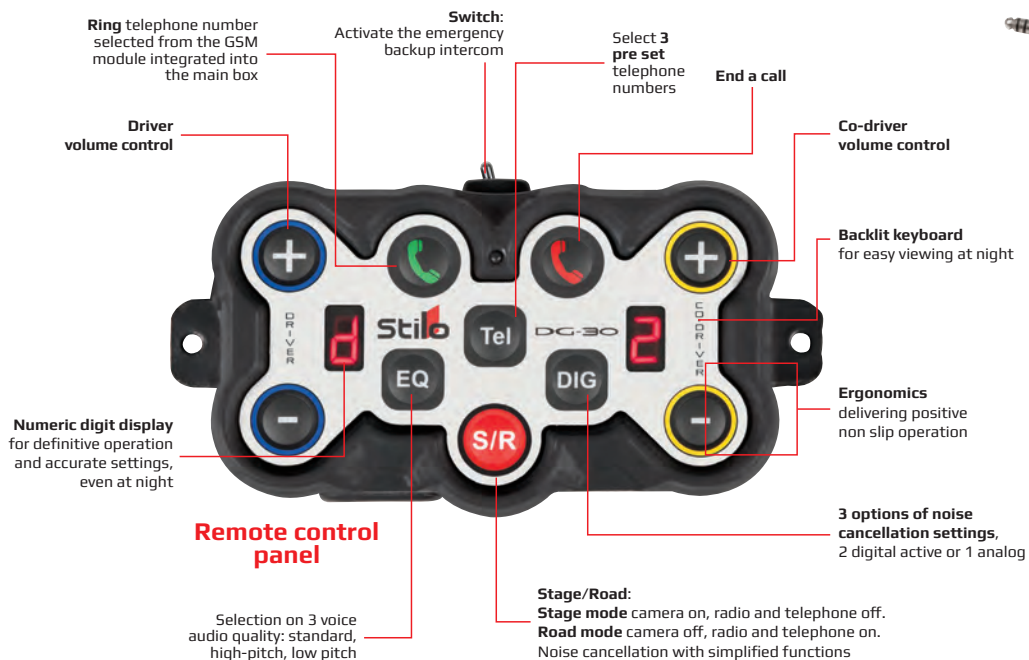 Ring telephone number
selected from the GSM
module integrated into
the main box
Switch:
Activate the emergency
backup intercom
Select 3
pre set
telephone
numbers
End a call
Driver
volume control
Co-driver
volume control
Backlit keyboard
for easy viewing at night
+
+
DRIVER
d
Stilo
Tel
DG-30
2
CODRIVER
EQ
DIG
-
-
S/R
Ergonomics
delivering positive
non slip operation
Numeric digit display
for definitive operation
and accurate settings,
even at night
Remote control
panel
3 options of noise
cancellation settings,
2 digital active or 1 analog
Selection on 3 voice
audio quality: standard,
high-pitch, low pitch
Stage/Road:
Stage mode camera on, radio and telephone off.
Road mode camera off, radio and telephone on.
Noise cancellation with simplified functions